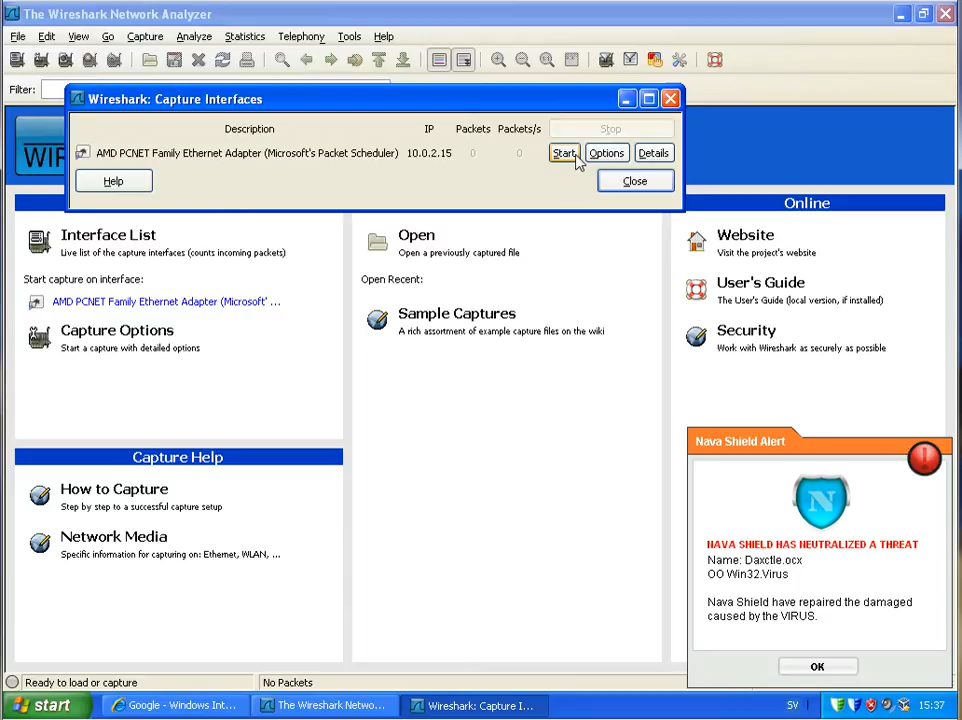 The Wireshark Network Analyzer
File Edit View Go Capture Analyze Statistics Telephony Tools Help
Filter:
Wireshark: Capture Interfaces
Description IP Packets Packets/s Stop
AMD PCNET Family Ethernet Adapter (Microsoft's Packet Scheduler) 10.0.2.15 0 0 Start Options Details
Help Close
WIR
Interface List
Live list of the capture interfaces (counts incoming packets)
Start capture on interface:
AMD PCNET Family Ethernet Adapter (Microsoft' ...
Capture Options
Start a capture with detailed options
Capture Help
How to Capture
Step by step to a successful capture setup
Network Media
Specific information for capturing on: Ethernet, WLAN, ...
Open
Open a previously captured file
Open Recent:
Sample Captures
A rich assortment of example capture files on the wiki
Online
Website
Visit the project's website
User's Guide
The User's Guide (local version, if installed)
Security
Work with Wireshark as securely as possible
Nava Shield Alert
N
NAVA SHIELD HAS NEUTRALIZED A THREAT
Name: Daxctle.ocx
OO Win32.Virus
Nava Shield have repaired the damaged
caused by the VIRUS.
OK
Ready to load or capture No Packets
start Google - Windows Int... The Wireshark Netwo... Wireshark: Capture I... SV 15:37